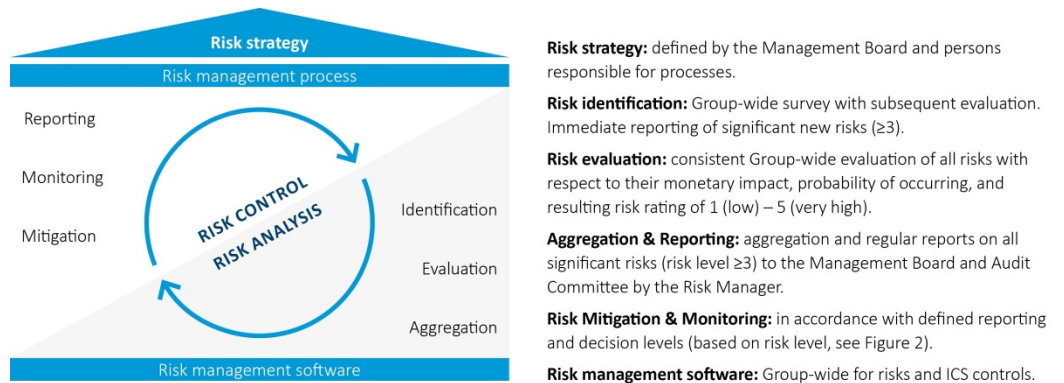 Risk strategy
Risk management process
Reporting
Monitoring
Mitigation
RISK CONTROL
RISK ANALYSIS
Identification
Evaluation
Aggregation
Risk management software
Risk strategy: defined by the Management Board and persons
responsible for processes.
Risk identification: Group-wide survey with subsequent evaluation.
Immediate reporting of significant new risks (≥3).
Risk evaluation: consistent Group-wide evaluation of all risks with
respect to their monetary impact, probability of occurring, and
resulting risk rating of 1 (low) – 5 (very high).
Aggregation & Reporting: aggregation and regular reports on all
significant risks (risk level ≥3) to the Management Board and Audit
Committee by the Risk Manager.
Risk Mitigation & Monitoring: in accordance with defined reporting
and decision levels (based on risk level, see Figure 2).
Risk management software: Group-wide for risks and ICS controls.